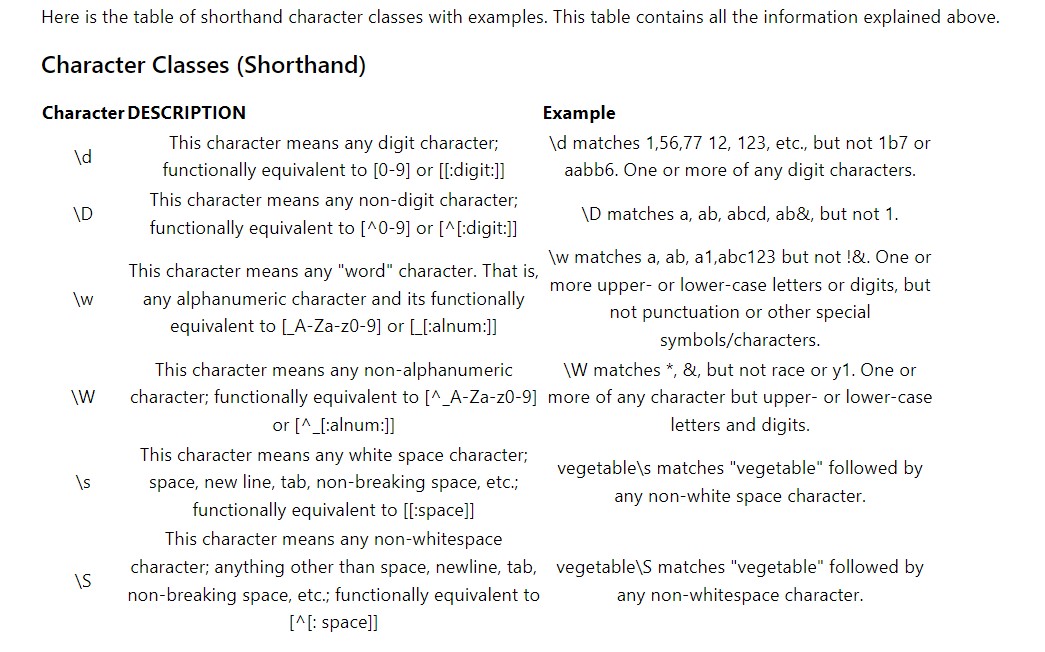 Here is the table of shorthand character classes with examples. This table contains all the information explained above.
Character Classes (Shorthand)
Character DESCRIPTION Example
\d
This character means any digit character;
functionally equivalent to [0-9] or [[:digit:]]
\d matches 1,56,77 12, 123, etc., but not 1b7 or
aabb6. One or more of any digit characters.
\D
This character means any non-digit character;
functionally equivalent to [^0-9] or [^[:digit:]]
\D matches a, ab, abcd, ab&, but not 1.
\w
This character means any "word" character. That is,
any alphanumeric character and its functionally
equivalent to [_A-Za-z0-9] or [_[:alnum:]]
\w matches a, ab, a1,abc123 but not !&. One or
more upper- or lower-case letters or digits, but
not punctuation or other special
symbols/characters.
\W
This character means any non-alphanumeric
character; functionally equivalent to [^_A-Za-z0-9]
or [^_[:alnum:]]
\W matches *, &, but not race or y1. One or
more of any character but upper- or lower-case
letters and digits.
\s
This character means any white space character;
space, new line, tab, non-breaking space, etc.;
functionally equivalent to [[:space]]
vegetable\s matches "vegetable" followed by
any non-white space character.
\S
This character means any non-whitespace
character; anything other than space, newline, tab,
non-breaking space, etc.; functionally equivalent to
[^[: space]]
vegetable\S matches "vegetable" followed by
any non-whitespace character.